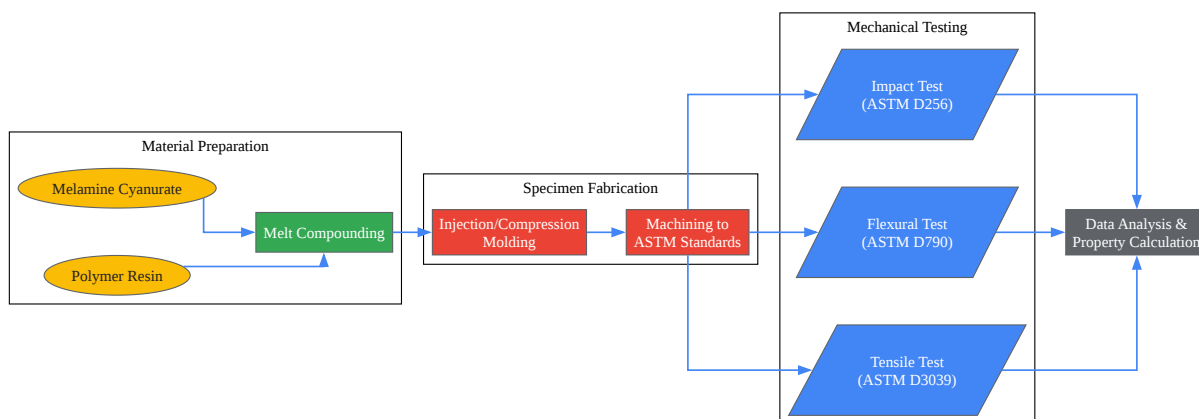 Material Preparation
Melamine Cyanurate
Polymer Resin
Melt Compounding
Specimen Fabrication
Injection/Compression
Molding
Machining to
ASTM Standards
Mechanical Testing
Impact Test
(ASTM D256)
Flexural Test
(ASTM D790)
Tensile Test
(ASTM D3039)
Data Analysis &
Property Calculation